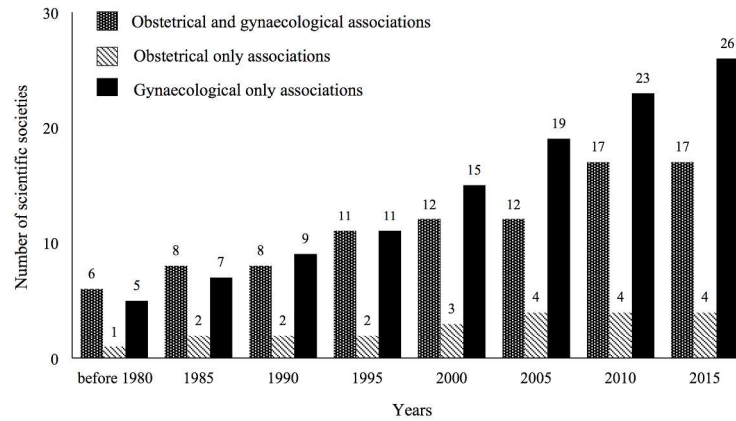 30
Obstetrical and gynaecological associations
Obstetrical only associations
Gynaecological only associations
Number of scientific societies
20
10
0
6 1 5
8 2 7
8 2 9
11 2 11
12 3 15
12 4 19
17 4 23
17 4 26
before 1980 1985 1990 1995 2000 2005 2010 2015
Years